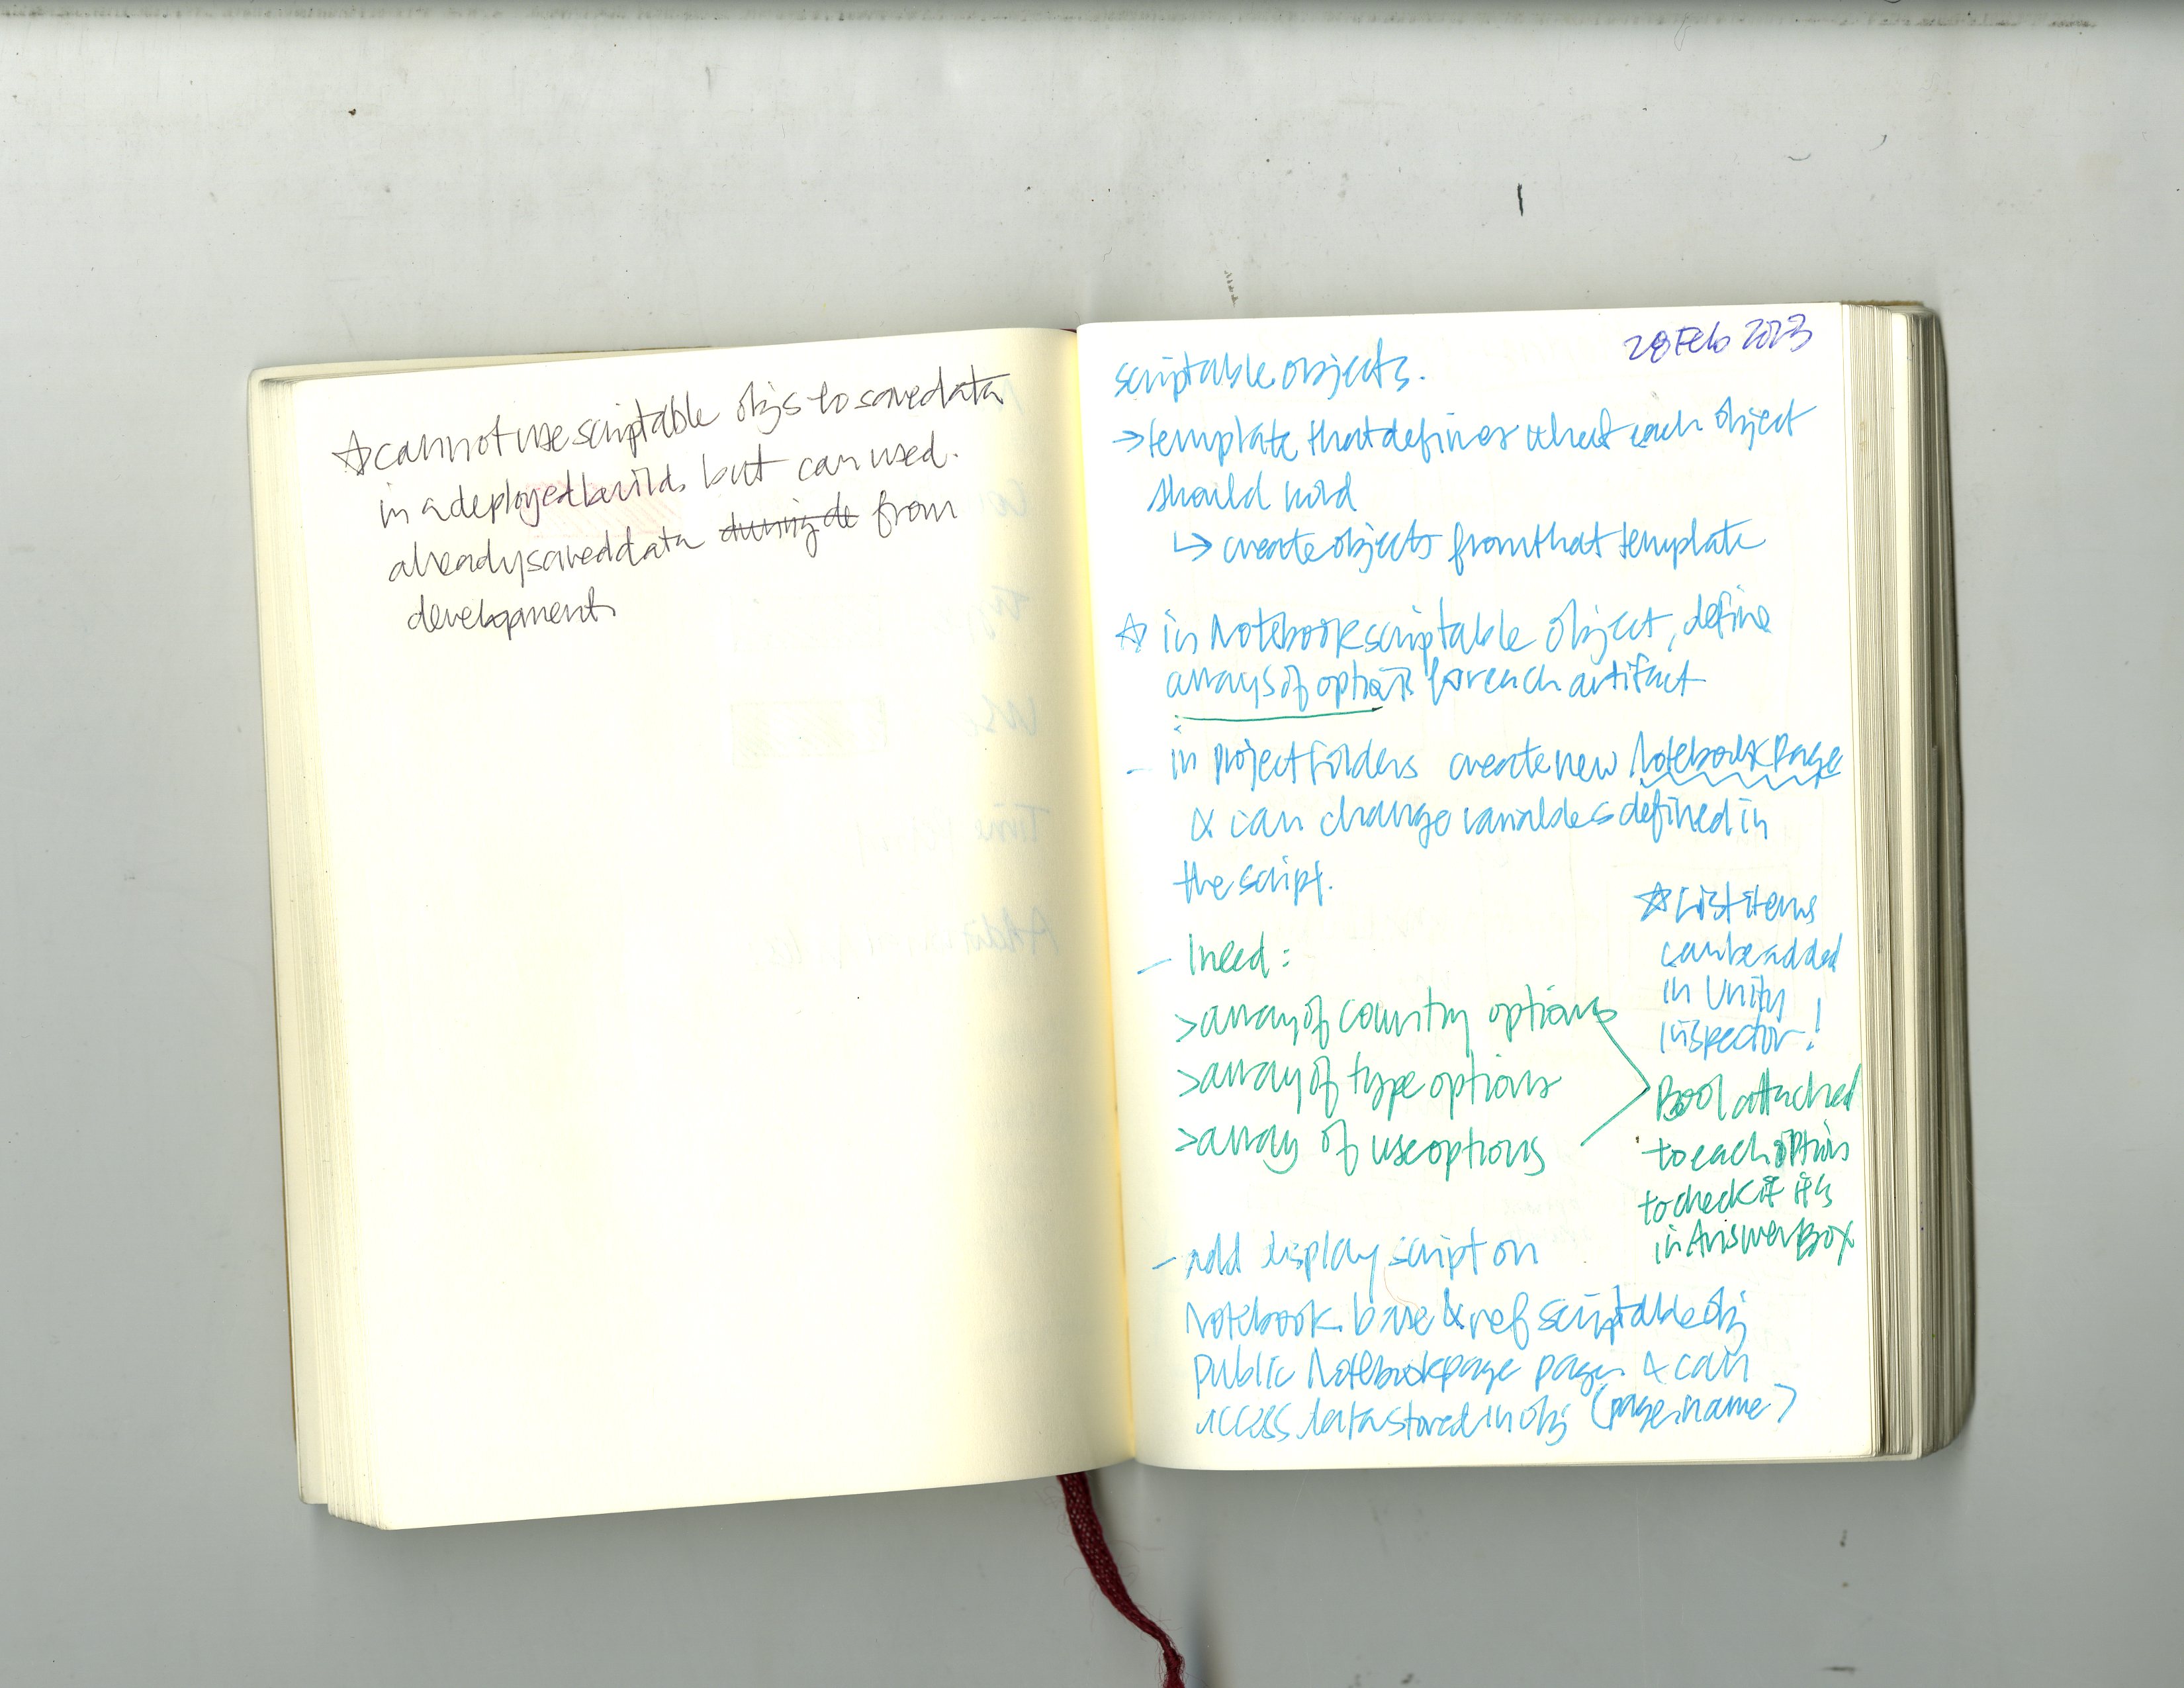 ☆ cannot use scriptable objs to save data
in a deployed build, but can used.
already saved data during de from
development
28 Feb 2023
scriptable objects.
→ template that defines what each object
should hold
↳ create objects from that template
☆ in Notebook scriptable object, define
arrays of options for each artifact
- in project folders create new NotebookPage
& can change variables defined in
the script.
☆ List items
can be added
in Unity
inspector!
- I need:
> array of country options
> array of type options
> array of use options
Bool attached
to each option
to check if it's
in AnswerBox
- add display script on
Notebook base & ref scriptable obj
public Notebookpage page & can
access data stored in obj (page.name)